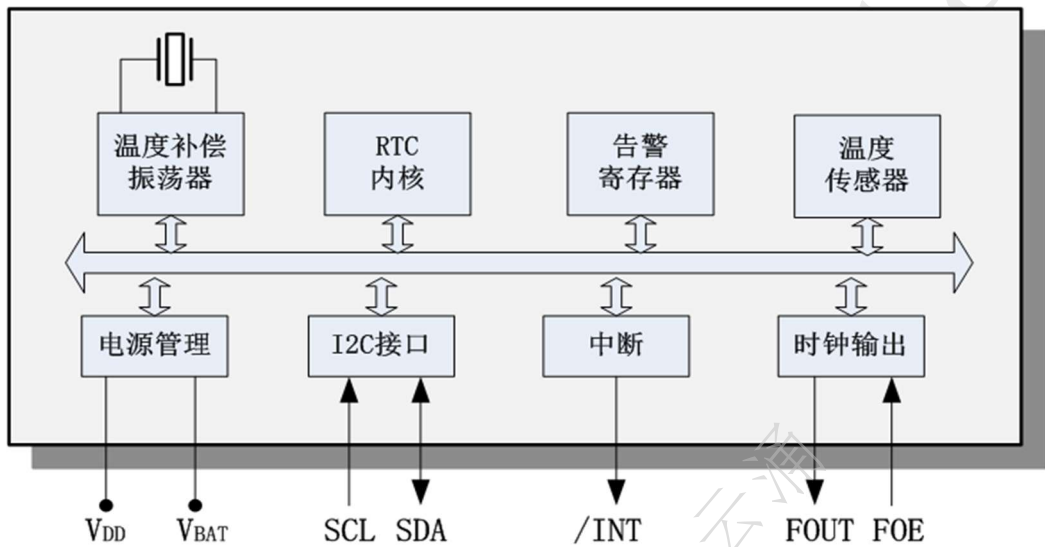 温度补偿
振荡器
RTC
内核
告警
寄存器
温度
传感器
电源管理
I2C接口
中断
时钟输出
VDD
VBAT
SCL
SDA
/INT
FOUT
FOE
云涌